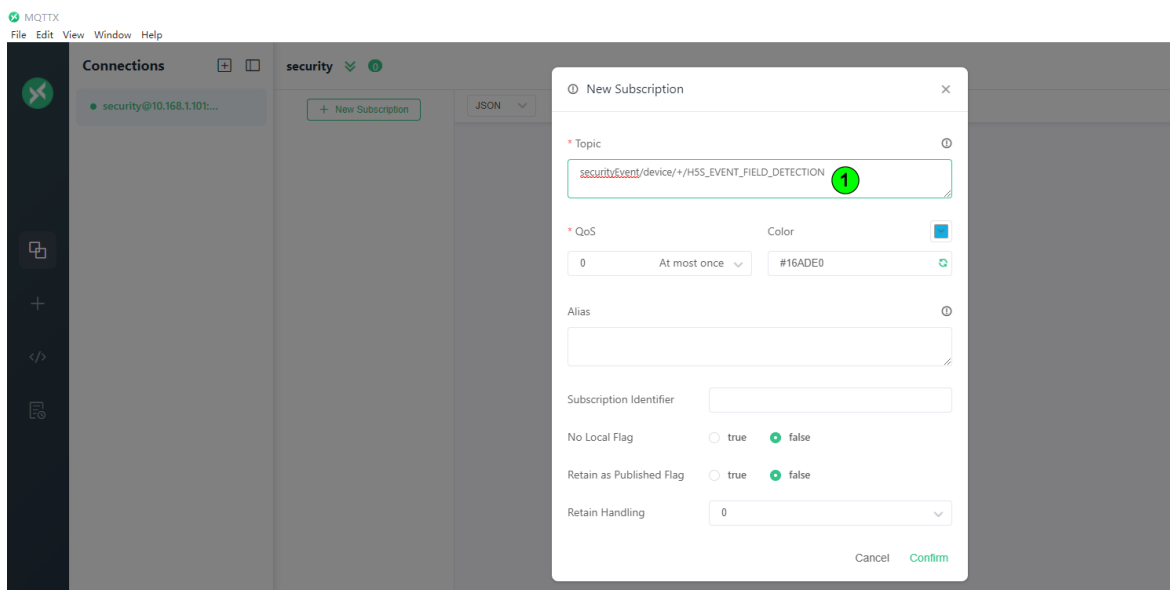 MQTTX
File Edit View Window Help
Connections
security 0
security@10.168.1.101:...
+ New Subscription
JSON
New Subscription
* Topic
securityEvent/device/+/H5S_EVENT_FIELD_DETECTION
1
* QoS Color
0 At most once #16ADE0
Alias
Subscription Identifier
No Local Flag true false
Retain as Published Flag true false
Retain Handling 0
Cancel Confirm